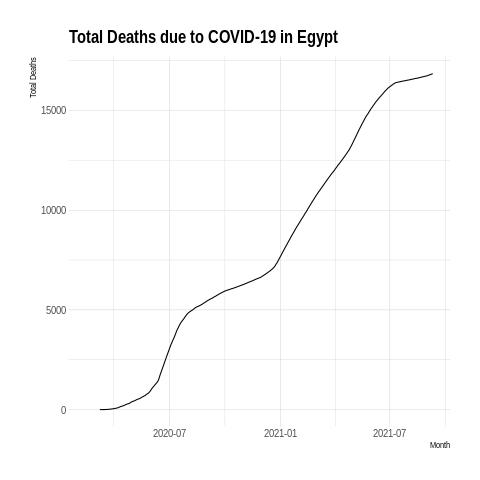 Total Deaths due to COVID-19 in Egypt
Total Deaths
15000
10000
5000
0
2020-07 2021-01 2021-07
Month